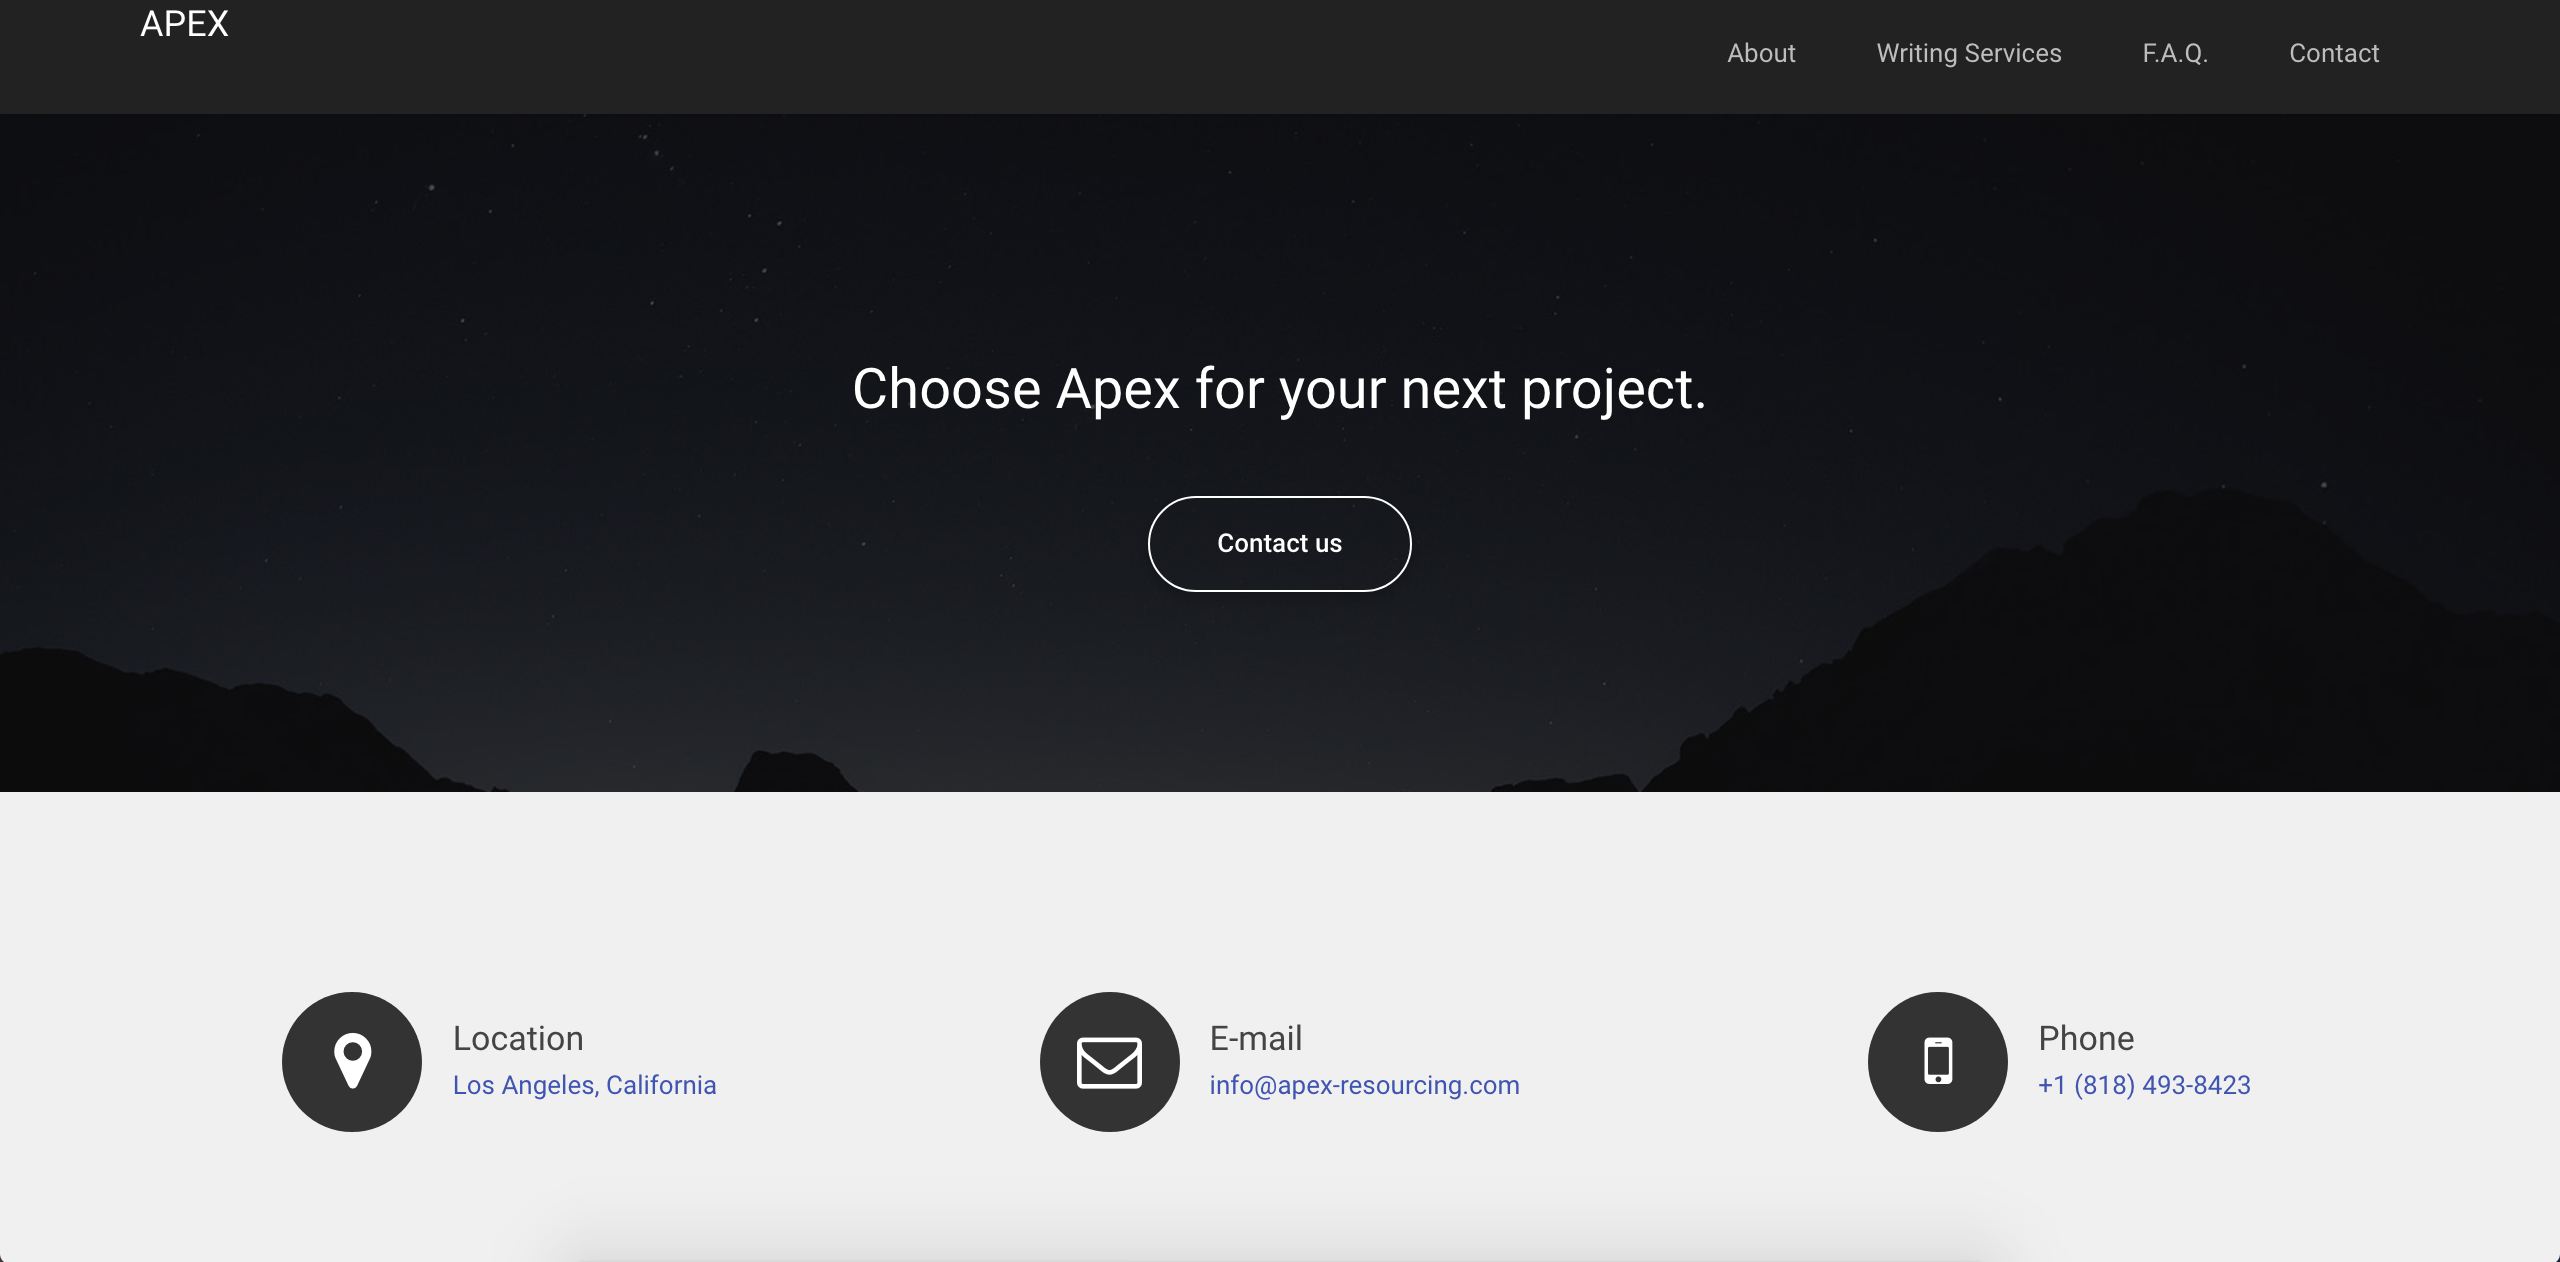 APEX
About Writing Services F.A.Q. Contact
Choose Apex for your next project.
Contact us
Location
Los Angeles, California
E-mail
info@apex-resourcing.com
Phone
+1 (818) 493-8423